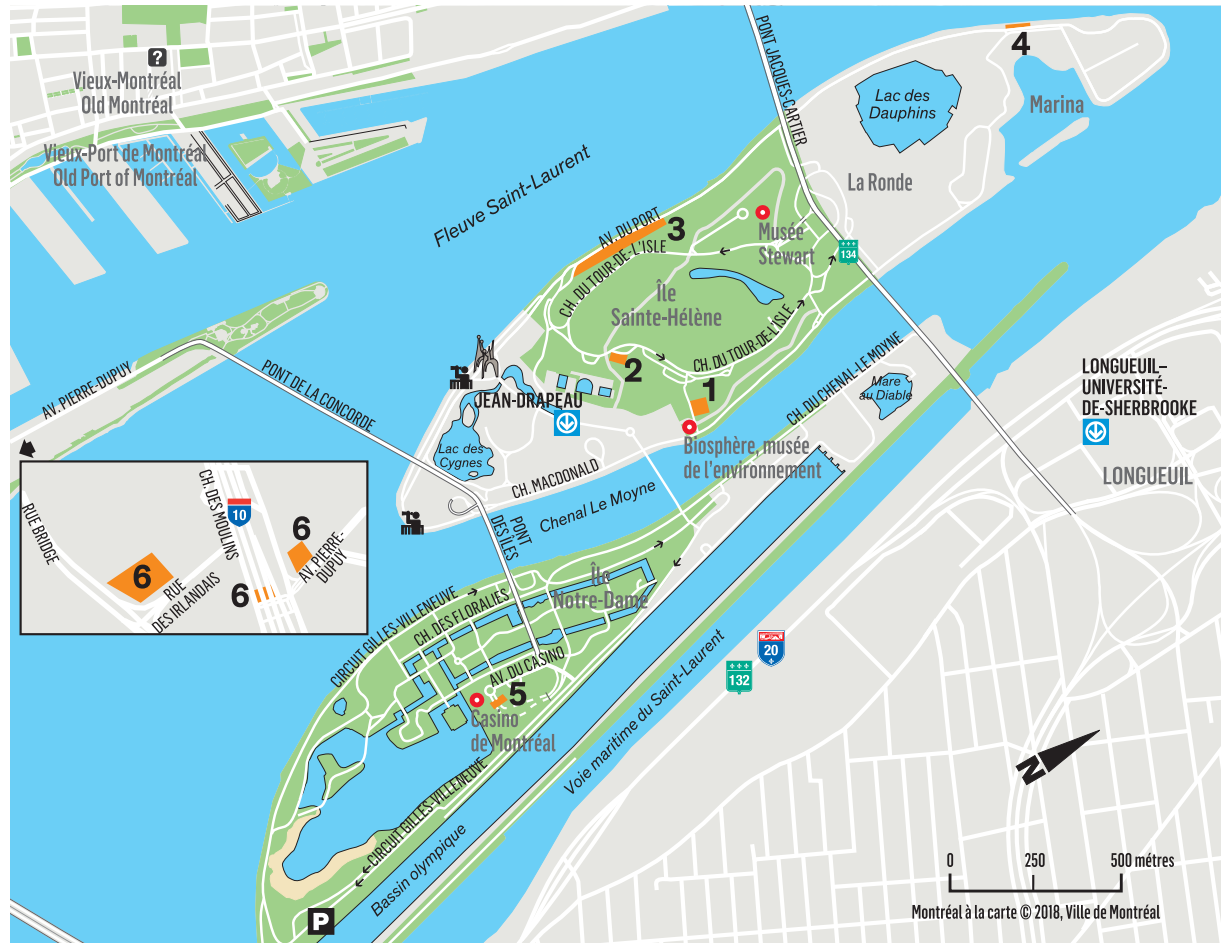 ?
Vieux-Montréal
Old Montréal
Vieux-Port de Montréal
Old Port of Montréal
Fleuve Saint-Laurent
PONT JACQUES-CARTIER
4
Lac des
Dauphins
Marina
La Ronde
134
AV. DU PORT
3
CH. DU TOUR-DE-L'ISLE
Musée
Stewart
Île
Sainte-Hélène
CH. DU TOUR-DE-L'ISLE
2
1
AV. PIERRE-DUPUY
PONT DE LA CONCORDE
JEAN-DRAPEAU
Lac des
Cygnes
CH. MACDONALD
Biosphère, musée
de l'environnement
CH. DU CHENAL-LE MOYNE
Mare
au Diable
LONGUEUIL–
UNIVERSITÉ-
DE-SHERBROOKE
LONGUEUIL
Chenal Le Moyne
PONT
DES ÎLES
RUE BRIDGE
CH. DES MOULINS
10
6
6
6
RUE
DES IRLANDAIS
AV. PIERRE-
DUPUY
Île
Notre-Dame
CIRCUIT GILLES-VILLENEUVE
CH. DES FLORALIES
AV. DU CASINO
5
Casino
de Montréal
CIRCUIT GILLES-VILLENEUVE
Bassin olympique
Voie maritime du Saint-Laurent
20
132
P
N
0 250 500 métres
Montréal à la carte © 2018, Ville de Montréal